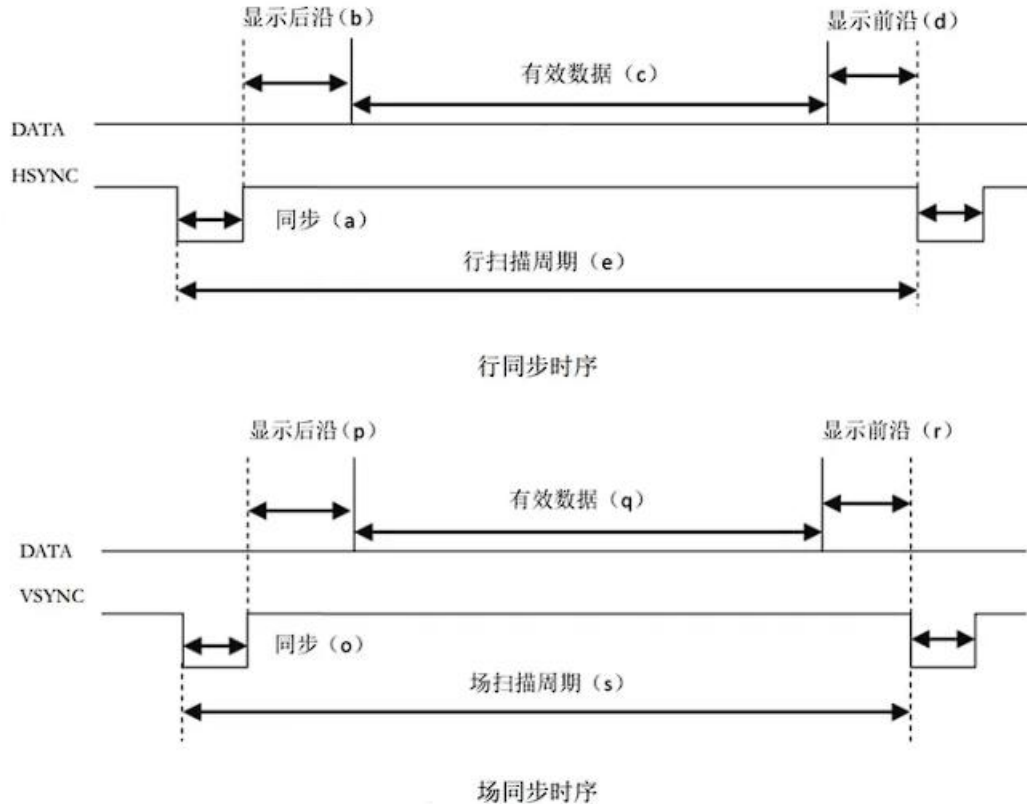 显示后沿(b)
显示前沿(d)
有效数据（c）
DATA
HSYNC
同步（a）
行扫描周期（e）
行同步时序
显示后沿(p)
显示前沿(r)
有效数据（q）
DATA
VSYNC
同步（o）
场扫描周期（s）
场同步时序